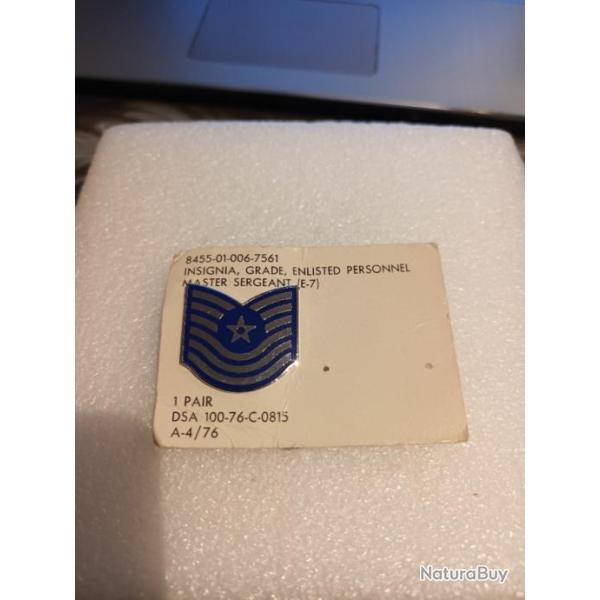 8455-01-006-7561
INSIGNIA, GRADE, ENLISTED PERSONNEL
MASTER SERGEANT (E-7)
1 PAIR
DSA 100-76-C-0815
A-4/76
NaturaBuy